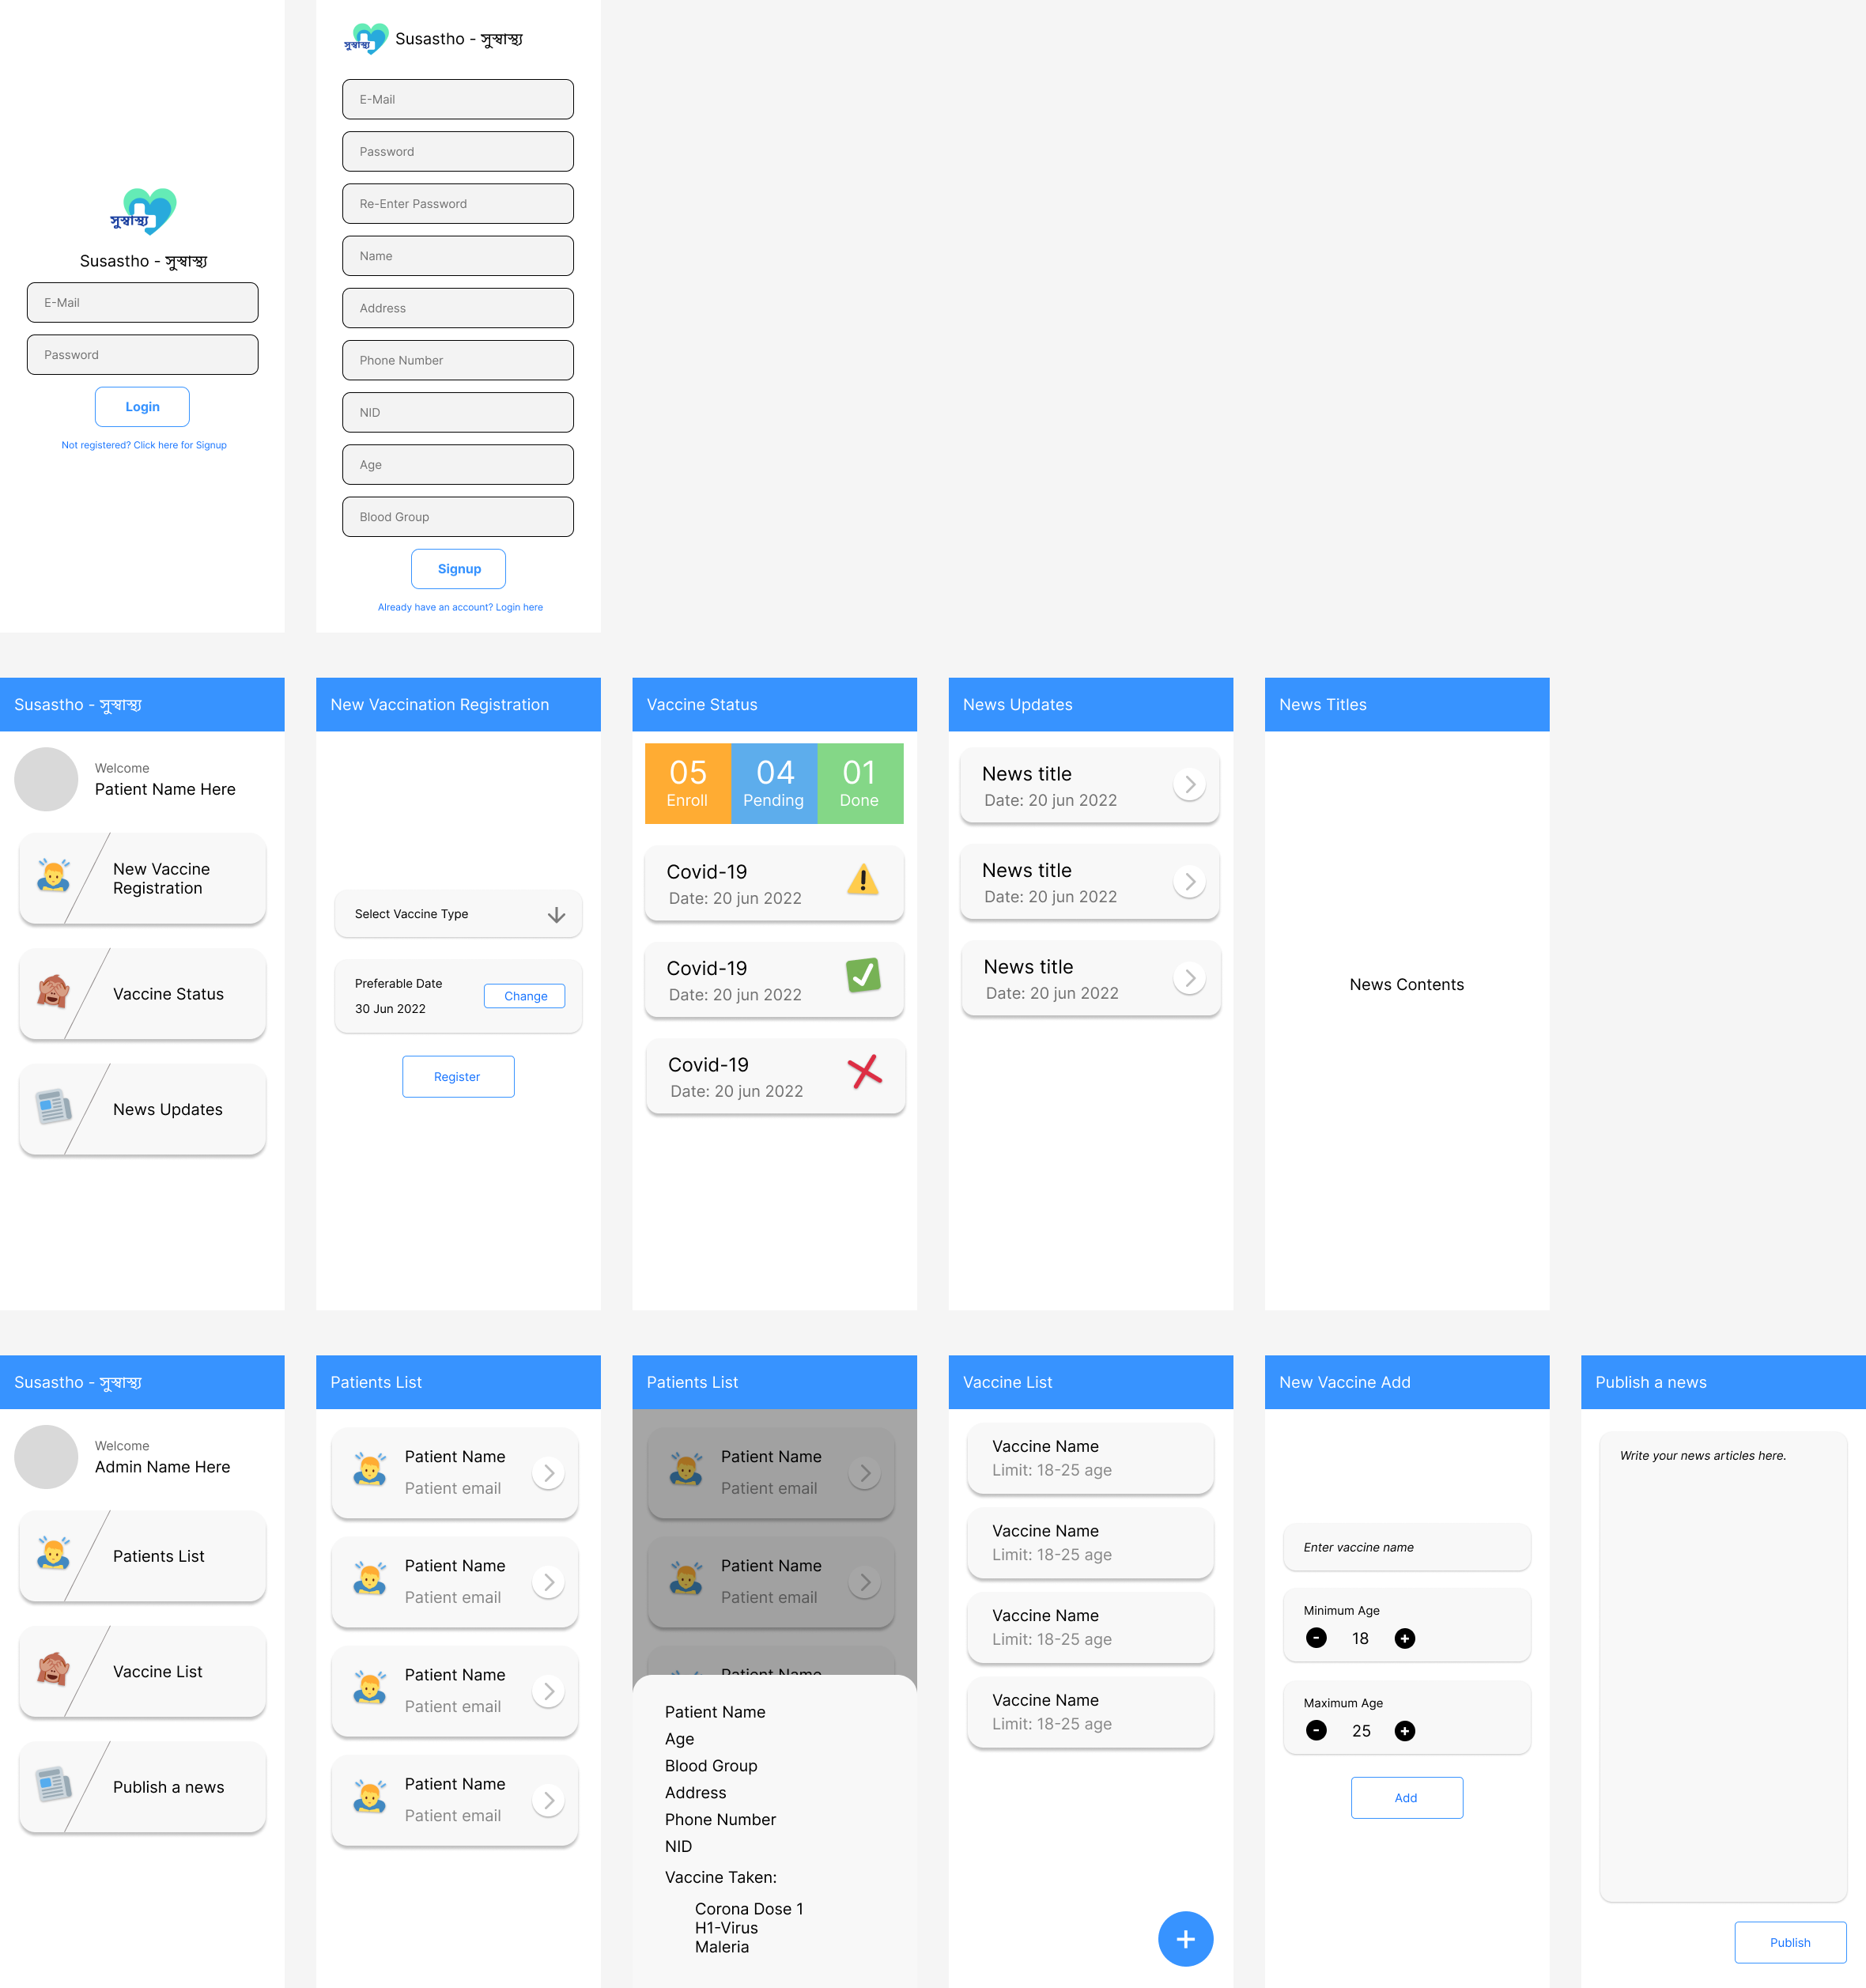 সুস্বাস্থ্য
Susastho - সুস্বাস্থ্য
E-Mail
Password
Login
Not registered? Click here for Signup
সুস্বাস্থ্য
Susastho - সুস্বাস্থ্য
E-Mail
Password
Re-Enter Password
Name
Address
Phone Number
NID
Age
Blood Group
Signup
Already have an account? Login here
Susastho - সুস্বাস্থ্য
Welcome
Patient Name Here
New Vaccine
Registration
Vaccine Status
News Updates
New Vaccination Registration
Select Vaccine Type
Preferable Date
30 Jun 2022
Change
Register
Vaccine Status
05
Enroll
04
Pending
01
Done
Covid-19
Date: 20 jun 2022
Covid-19
Date: 20 jun 2022
Covid-19
Date: 20 jun 2022
News Updates
News title
Date: 20 jun 2022
News title
Date: 20 jun 2022
News title
Date: 20 jun 2022
News Titles
News Contents
Susastho - সুস্বাস্থ্য
Welcome
Admin Name Here
Patients List
Vaccine List
Publish a news
Patients List
Patient Name
Patient email
Patient Name
Patient email
Patient Name
Patient email
Patient Name
Patient email
Patients List
Patient Name
Patient email
Patient Name
Patient email
Patient Name
Patient Name
Age
Blood Group
Address
Phone Number
NID
Vaccine Taken:
Corona Dose 1
H1-Virus
Maleria
Vaccine List
Vaccine Name
Limit: 18-25 age
Vaccine Name
Limit: 18-25 age
Vaccine Name
Limit: 18-25 age
Vaccine Name
Limit: 18-25 age
+
New Vaccine Add
Enter vaccine name
Minimum Age
- 18 +
Maximum Age
- 25 +
Add
Publish a news
Write your news articles here.
Publish